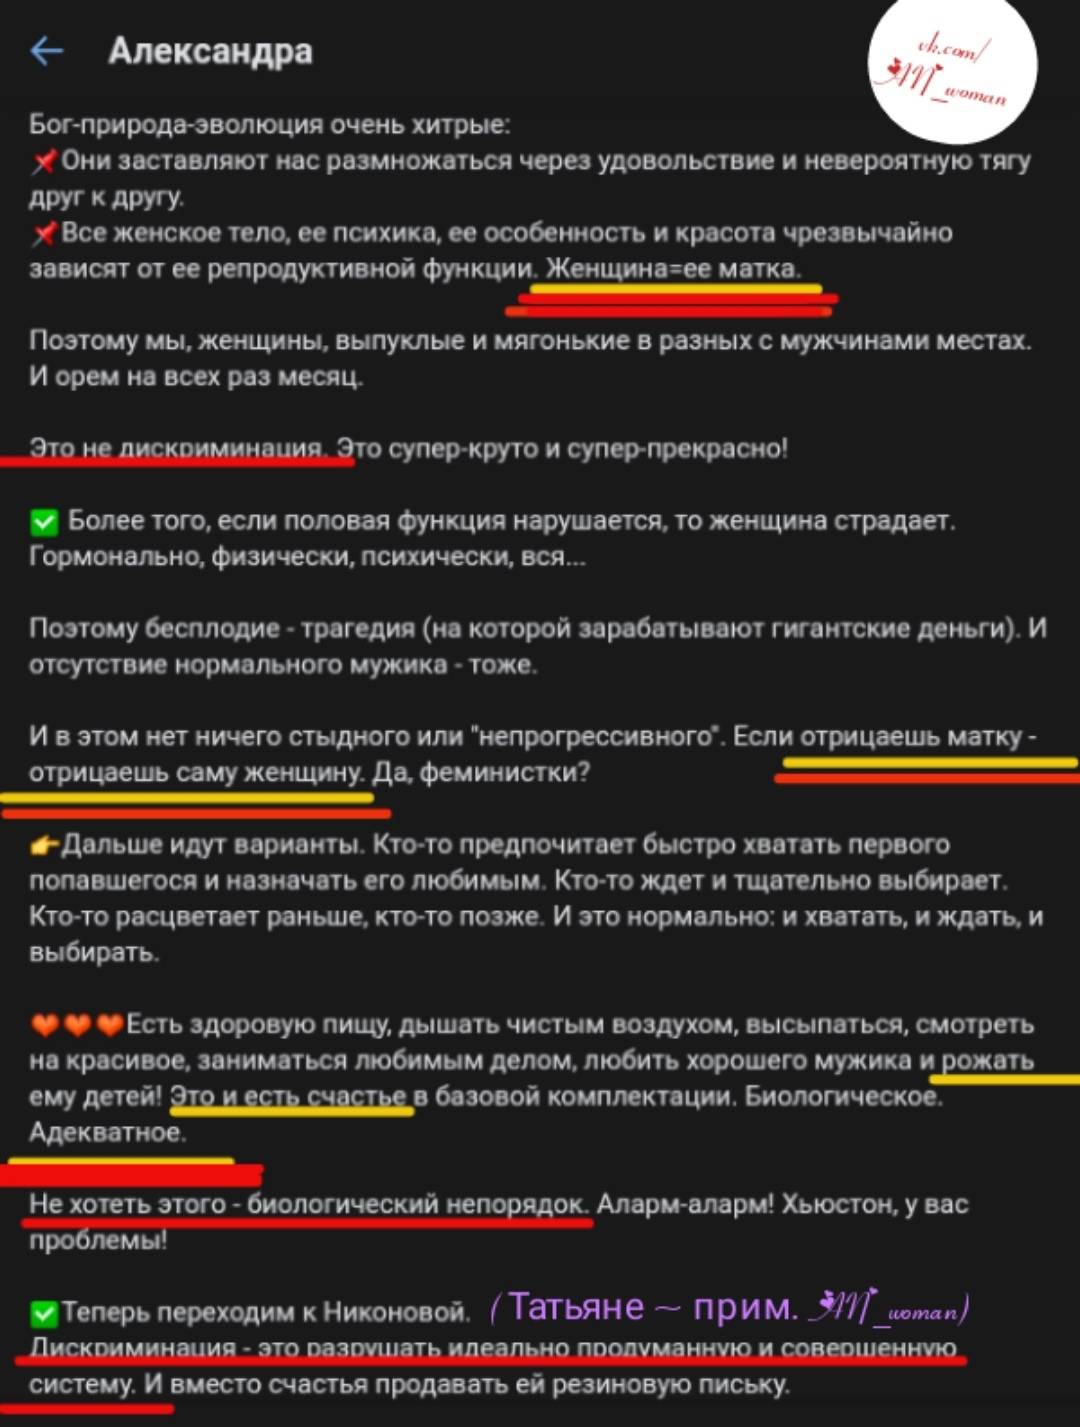 Александра
vk.com/
AN_woman
Бог-природа-эволюция очень хитрые:
📌Они заставляют нас размножаться через удовольствие и невероятную тягу
друг к другу.
📌Все женское тело, ее психика, ее особенность и красота чрезвычайно
зависят от ее репродуктивной функции. Женщина=ее матка.
Поэтому мы, женщины, выпуклые и мягонькие в разных с мужчинами местах.
И орем на всех раз месяц.
Это не дискриминация. Это супер-круто и супер-прекрасно!
✅ Более того, если половая функция нарушается, то женщина страдает.
Гормонально, физически, психически, вся...
Поэтому бесплодие - трагедия (на которой зарабатывают гигантские деньги). И
отсутствие нормального мужика - тоже.
И в этом нет ничего стыдного или "непрогрессивного". Если отрицаешь матку -
отрицаешь саму женщину. Да, феминистки?
👉Дальше идут варианты. Кто-то предпочитает быстро хватать первого
попавшегося и назначать его любимым. Кто-то ждет и тщательно выбирает.
Кто-то расцветает раньше, кто-то позже. И это нормально: и хватать, и ждать, и
выбирать.
❤❤❤Есть здоровую пищу, дышать чистым воздухом, высыпаться, смотреть
на красивое, заниматься любимым делом, любить хорошего мужика и рожать
ему детей! Это и есть счастье в базовой комплектации. Биологическое.
Адекватное.
Не хотеть этого - биологический непорядок. Аларм-аларм! Хьюстон, у вас
проблемы!
✅Теперь переходим к Никоновой. (Татьяне ~ прим. AN_woman)
Дискриминация - это разрушать идеально продуманную и совершенную
систему. И вместо счастья продавать ей резиновую письку.